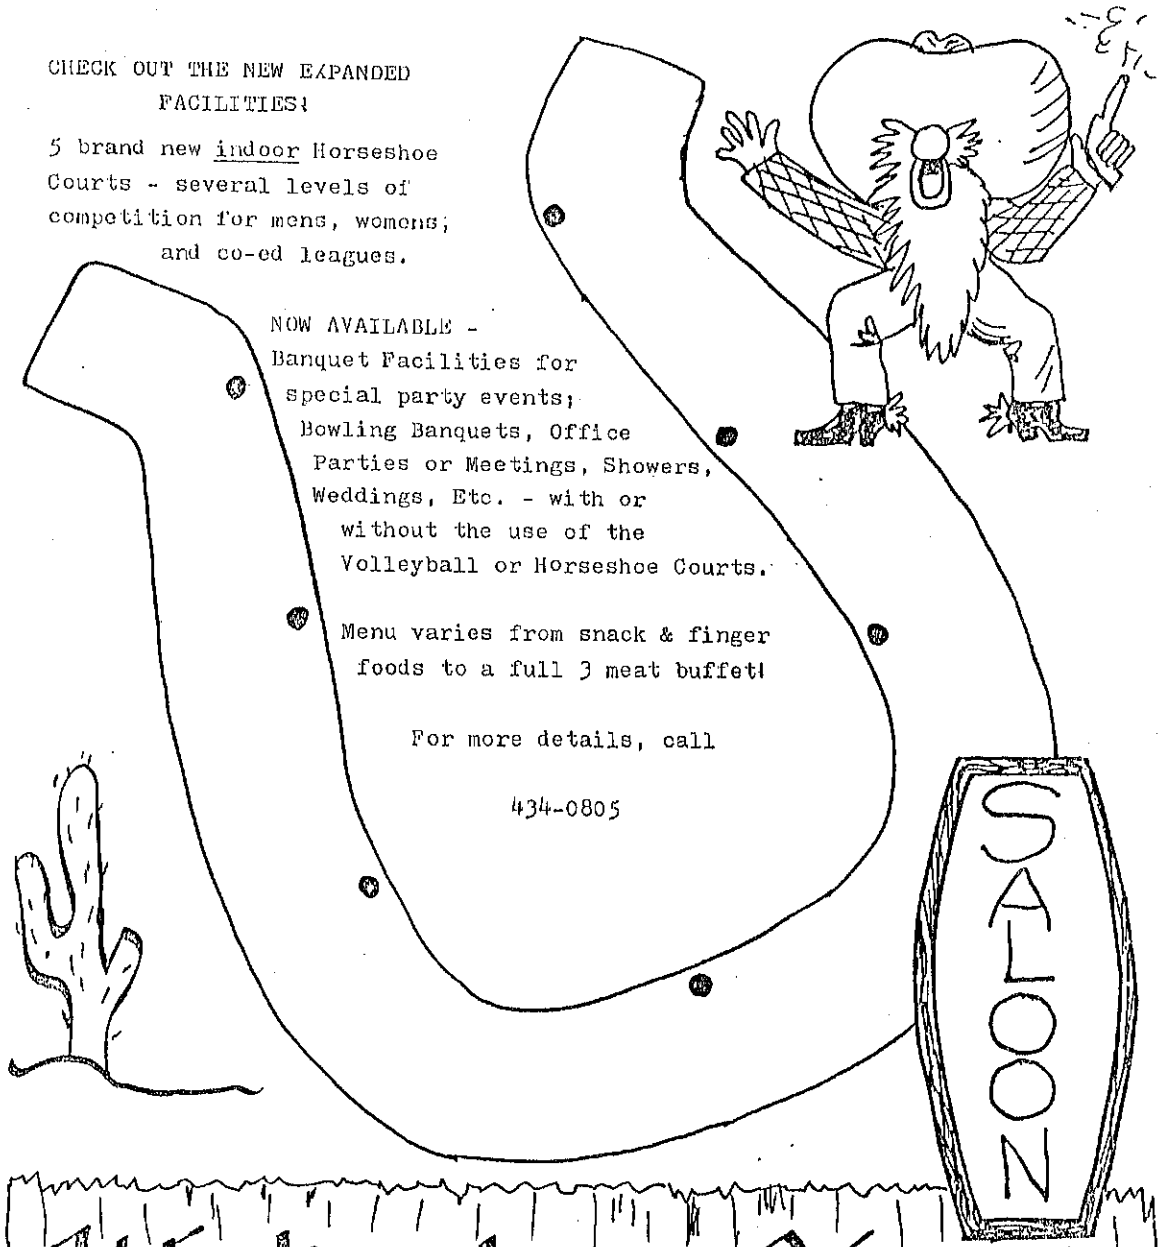 CHECK OUT THE NEW EXPANDED
FACILITIES!
5 brand new indoor Horseshoe
Courts - several levels of
competition for mens, womens,
and co-ed leagues.
NOW AVAILABLE -
Banquet Facilities for
special party events;
Bowling Banquets, Office
Parties or Meetings, Showers,
Weddings, Etc. - with or
without the use of the
Volleyball or Horseshoe Courts.
Menu varies from snack & finger
foods to a full 3 meat buffet!
For more details, call
434-0805
SALOON